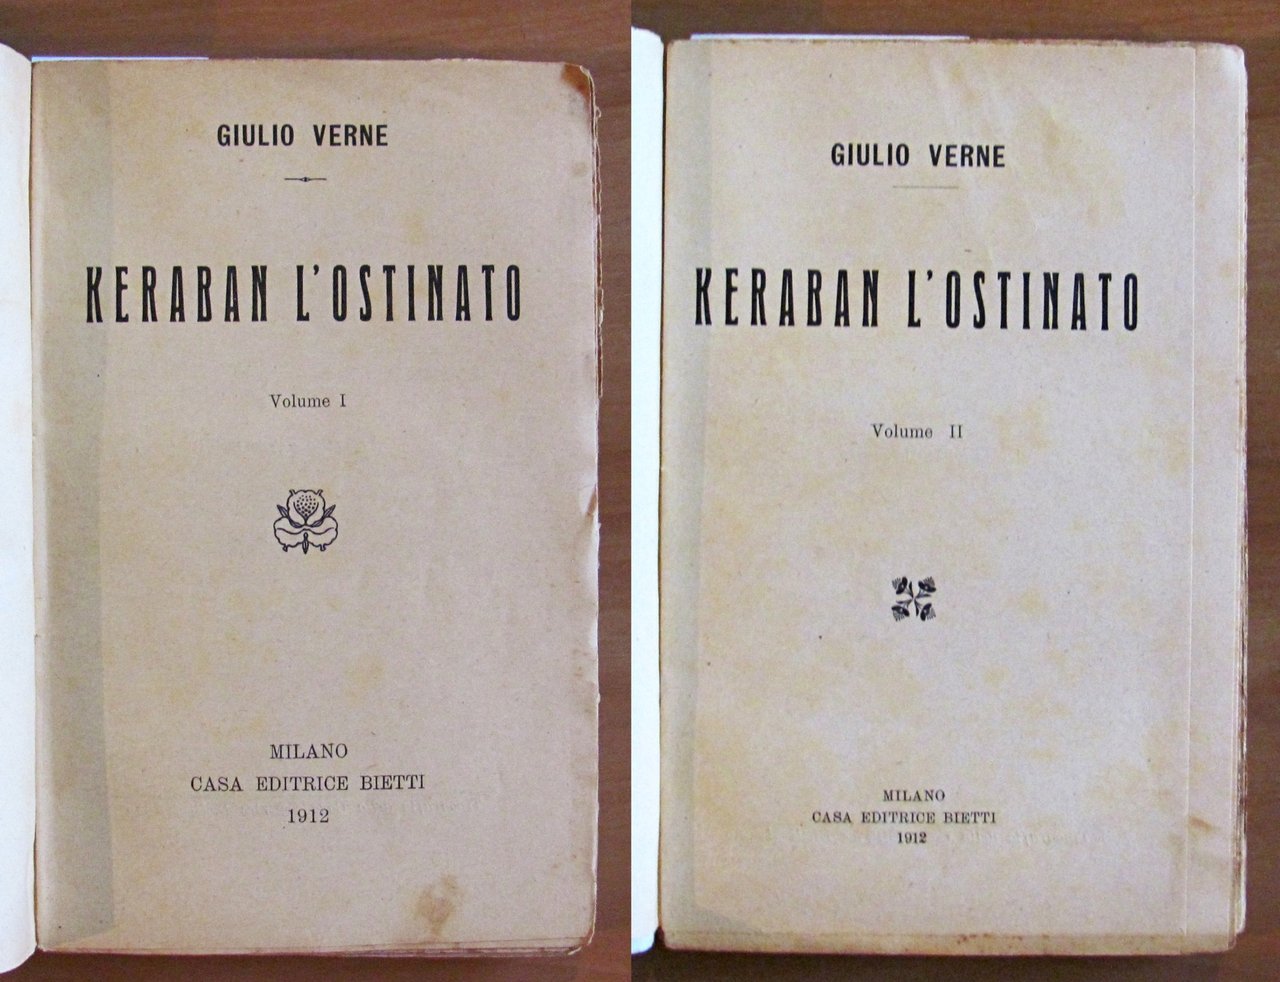 GIULIO VERNE
KERABAN L'OSTINATO
Volume I
MILANO
CASA EDITRICE BIETTI
1912
GIULIO VERNE
KERABAN L'OSTINATO
Volume II
MILANO
CASA EDITRICE BIETTI
1912